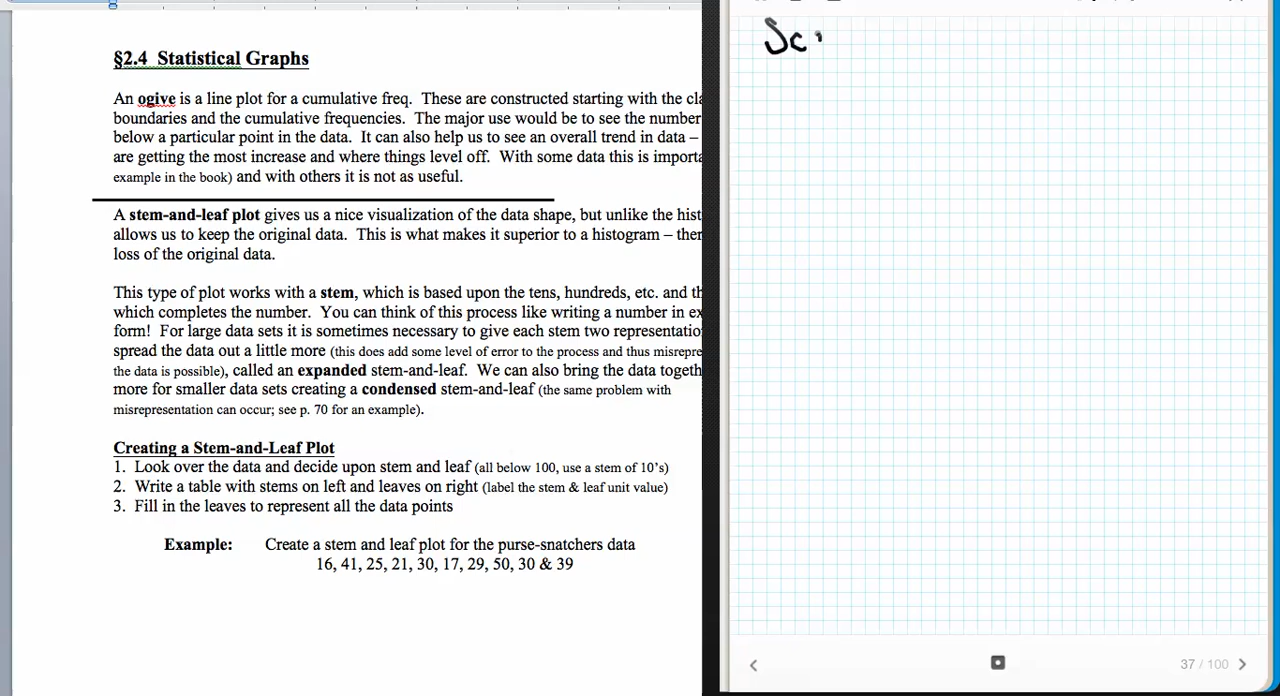 §2.4 Statistical Graphs
An ogive is a line plot for a cumulative freq. These are constructed starting with the cla
boundaries and the cumulative frequencies. The major use would be to see the number
below a particular point in the data. It can also help us to see an overall trend in data –
are getting the most increase and where things level off. With some data this is importa
example in the book) and with others it is not as useful.
A stem-and-leaf plot gives us a nice visualization of the data shape, but unlike the hist
allows us to keep the original data. This is what makes it superior to a histogram – ther
loss of the original data.
This type of plot works with a stem, which is based upon the tens, hundreds, etc. and th
which completes the number. You can think of this process like writing a number in ex
form! For large data sets it is sometimes necessary to give each stem two representatio
spread the data out a little more (this does add some level of error to the process and thus misrepre
the data is possible), called an expanded stem-and-leaf. We can also bring the data togeth
more for smaller data sets creating a condensed stem-and-leaf (the same problem with
misrepresentation can occur; see p. 70 for an example).
Creating a Stem-and-Leaf Plot
1. Look over the data and decide upon stem and leaf (all below 100, use a stem of 10's)
2. Write a table with stems on left and leaves on right (label the stem & leaf unit value)
3. Fill in the leaves to represent all the data points
Example: Create a stem and leaf plot for the purse-snatchers data
16, 41, 25, 21, 30, 17, 29, 50, 30 & 39
Sc
37 / 100